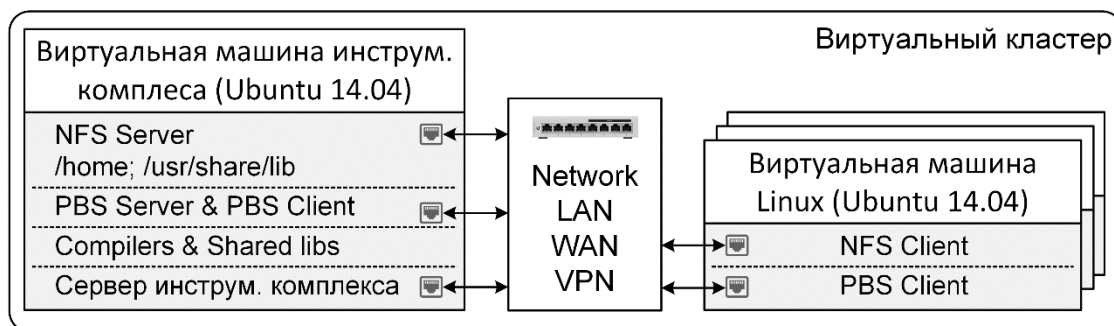 Виртуальный кластер
Виртуальная машина инструм.
комплеса (Ubuntu 14.04)
NFS Server
/home; /usr/share/lib
PBS Server & PBS Client
Compilers & Shared libs
Сервер инструм. комплекса
Network
LAN
WAN
VPN
Виртуальная машина
Linux (Ubuntu 14.04)
NFS Client
PBS Client